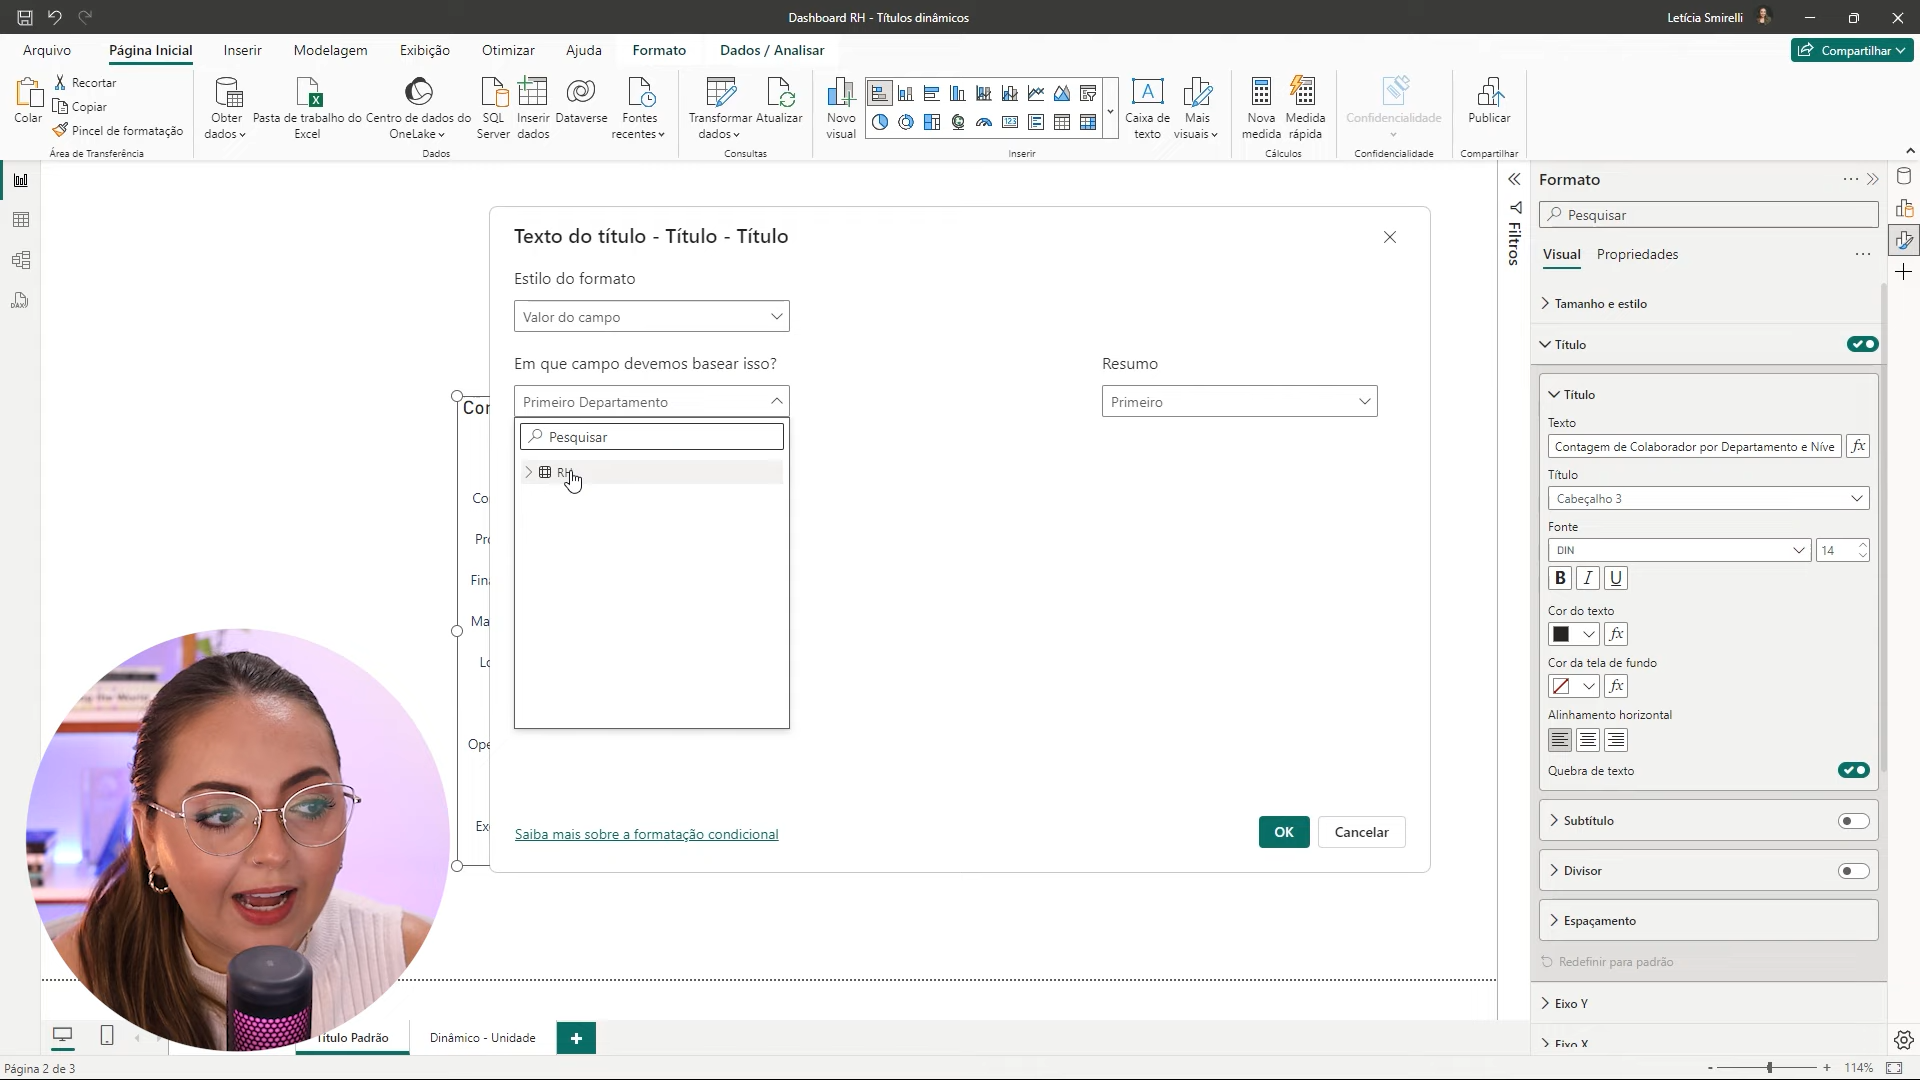 Dashboard RH - Títulos dinâmicos
Letícia Smirelli
Arquivo
Página Inicial
Inserir
Modelagem
Exibição
Otimizar
Ajuda
Formato
Dados / Analisar
Compartilhar
Colar
Recortar
Copiar
Pincel de formatação
Área de Transferência
Obter dados
Pasta de trabalho do Excel
Centro de dados do OneLake
SQL Server
Inserir dados
Dataverse
Fontes recentes
Dados
Transformar dados
Atualizar
Consultas
Novo visual
Caixa de texto
Mais visuais
Inserir
Nova medida
Medida rápida
Cálculos
Confidencialidade
Confidencialidade
Publicar
Compartilhar
Texto do título - Título - Título
Estilo do formato
Valor do campo
Em que campo devemos basear isso?
Primeiro Departamento
Pesquisar
RH
Resumo
Primeiro
Saiba mais sobre a formatação condicional
OK
Cancelar
Filtros
Formato
Pesquisar
Visual
Propriedades
Tamanho e estilo
Título
Título
Texto
Contagem de Colaborador por Departamento e Níve
Título
Cabeçalho 3
Fonte
DIN
14
B I U
Cor do texto
Cor da tela de fundo
Alinhamento horizontal
Quebra de texto
Subtítulo
Divisor
Espaçamento
Redefinir para padrão
Eixo Y
Eixo X
Título Padrão
Dinâmico - Unidade
Página 2 de 3
114%